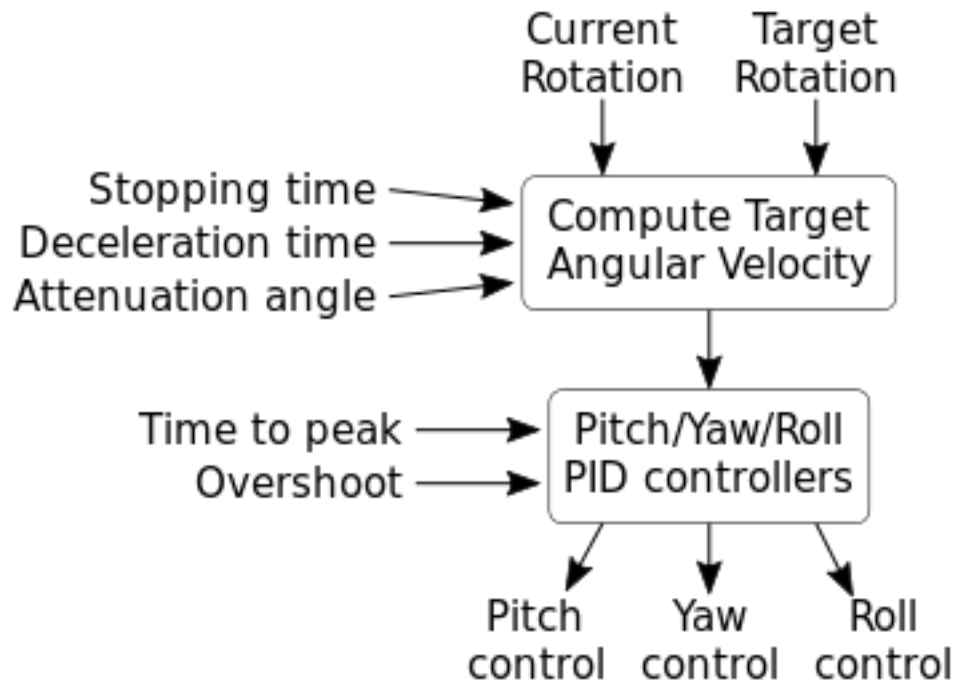 Current
Rotation
Target
Rotation
Stopping time
Deceleration time
Attenuation angle
Compute Target
Angular Velocity
Time to peak
Overshoot
Pitch/Yaw/Roll
PID controllers
Pitch
control
Yaw
control
Roll
control